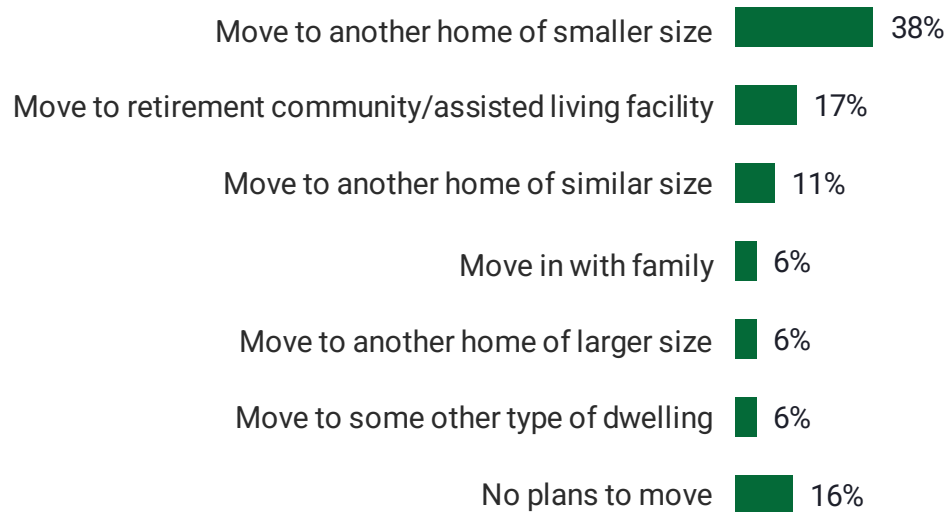 Move to another home of smaller size 38%
Move to retirement community/assisted living facility 17%
Move to another home of similar size 11%
Move in with family 6%
Move to another home of larger size 6%
Move to some other type of dwelling 6%
No plans to move 16%